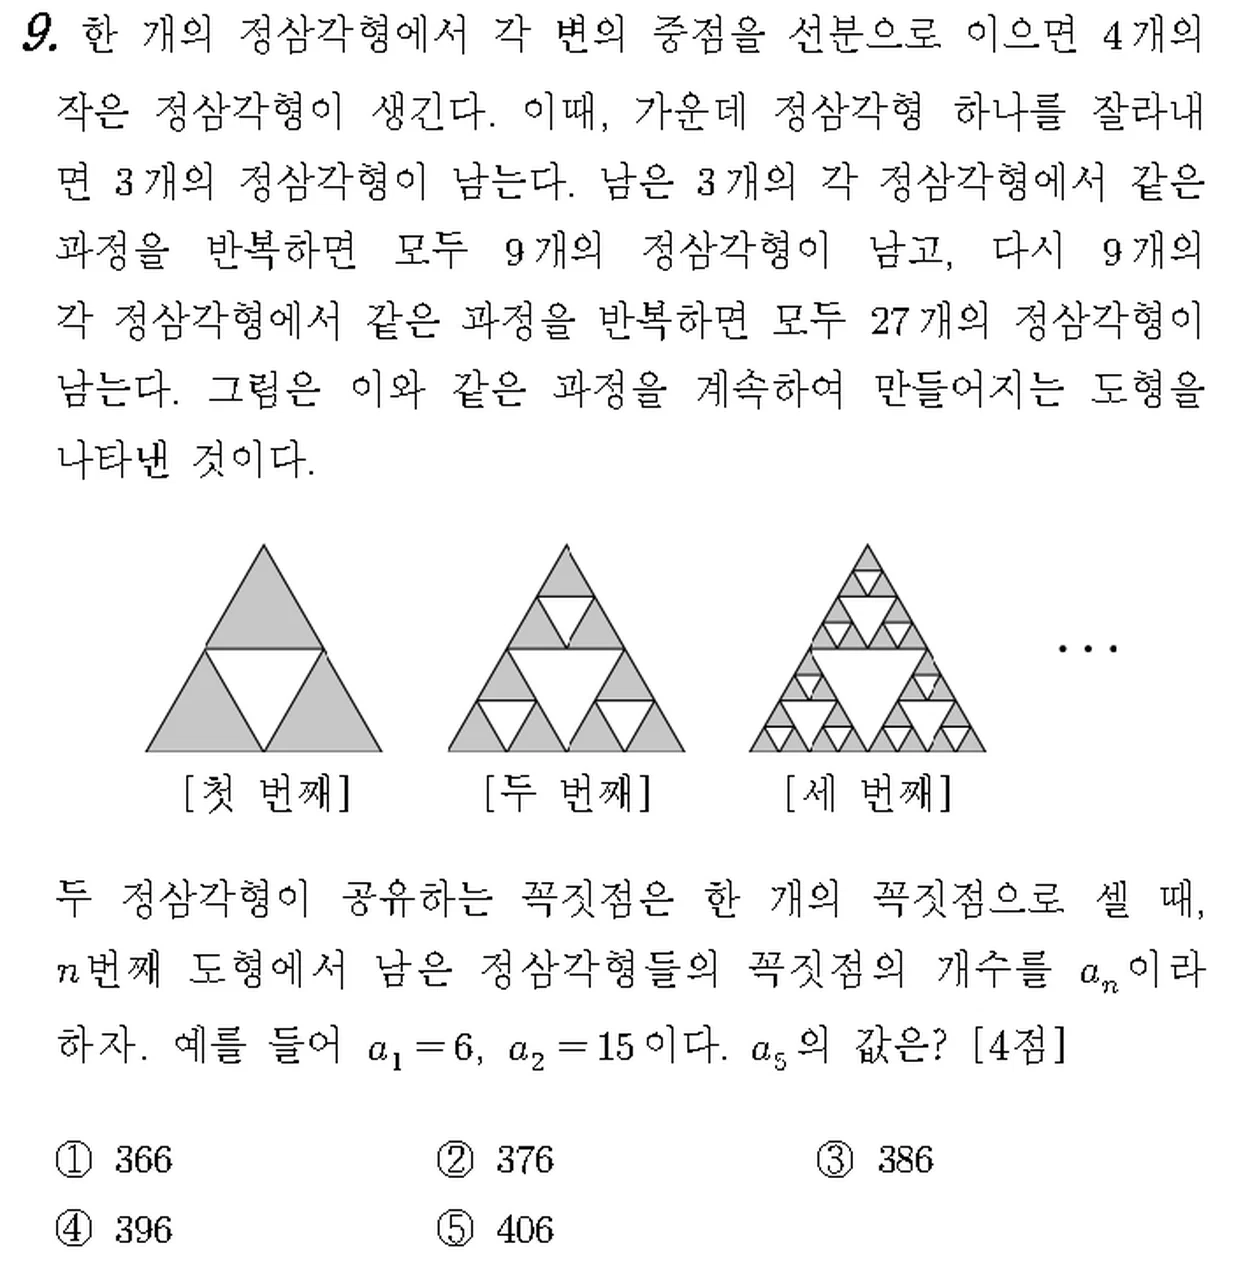 9. 한 개의 정삼각형에서 각 변의 중점을 선분으로 이으면 4개의
작은 정삼각형이 생긴다. 이때, 가운데 정삼각형 하나를 잘라내
면 3개의 정삼각형이 남는다. 남은 3개의 각 정삼각형에서 같은
과정을 반복하면 모두 9개의 정삼각형이 남고, 다시 9개의
각 정삼각형에서 같은 과정을 반복하면 모두 27개의 정삼각형이
남는다. 그림은 이와 같은 과정을 계속하여 만들어지는 도형을
나타낸 것이다.
...
[첫 번째] [두 번째] [세 번째]
두 정삼각형이 공유하는 꼭짓점은 한 개의 꼭짓점으로 셀 때,
n번째 도형에서 남은 정삼각형들의 꼭짓점의 개수를 aₙ이라
하자. 예를 들어 a₁=6, a₂=15이다. a₅의 값은? [4점]
① 366 ② 376 ③ 386
④ 396 ⑤ 406